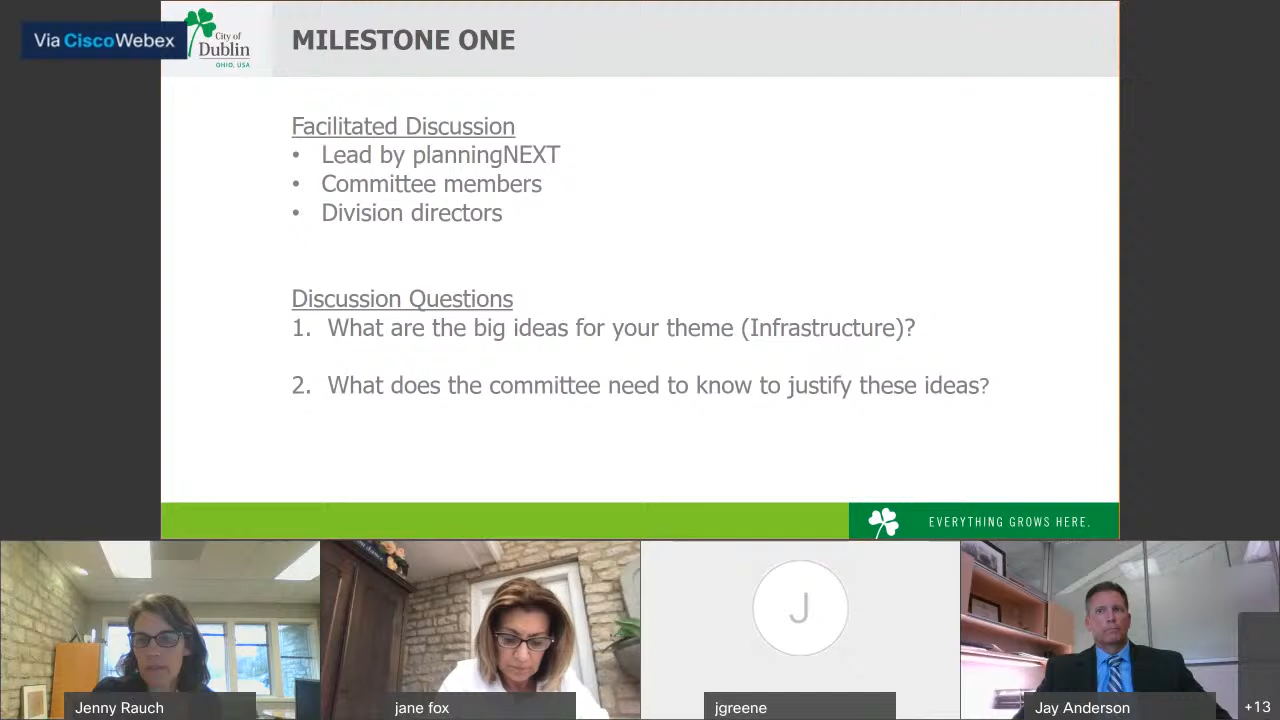 Via CiscoWebex
City of
Dublin
OHIO, USA
MILESTONE ONE
Facilitated Discussion
• Lead by planningNEXT
• Committee members
• Division directors
Discussion Questions
1. What are the big ideas for your theme (Infrastructure)?
2. What does the committee need to know to justify these ideas?
EVERYTHING GROWS HERE.
J
Jenny Rauch
jane fox
jgreene
Jay Anderson
+13